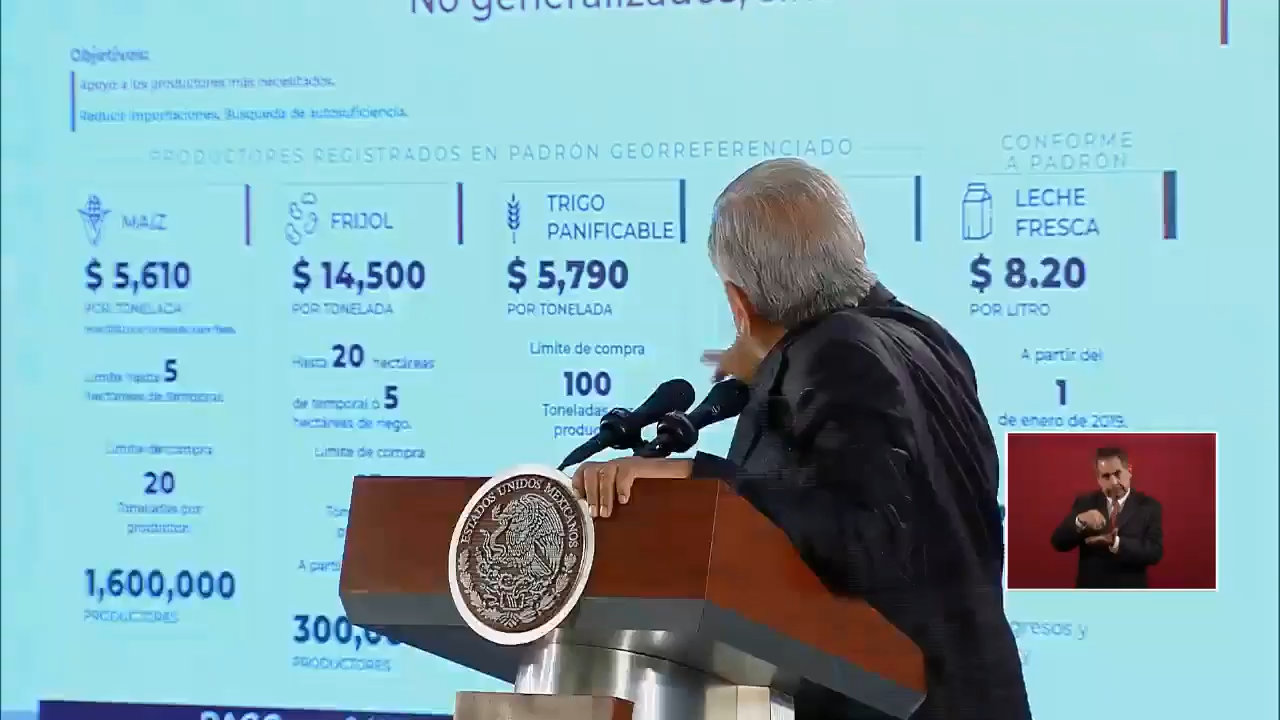 No generalizados,
Objetivos:
Apoyo a los productores más necesitados.
Reducir importaciones. Búsqueda de autosuficiencia.
PRODUCTORES REGISTRADOS EN PADRÓN GEORREFERENCIADO
CONFORME
A PADRÓN
MAÍZ
$ 5,610
POR TONELADA
Límite hasta 5
hectáreas de temporal.
Límite de compra
20
Toneladas por
productor.
1,600,000
PRODUCTORES
FRIJOL
$ 14,500
POR TONELADA
Hasta 20 hectáreas
de temporal ó 5
hectáreas de riego.
Límite de compra
300,0
PRODUCTORES
TRIGO
PANIFICABLE
$ 5,790
POR TONELADA
Límite de compra
100
Toneladas
LECHE
FRESCA
$ 8.20
POR LITRO
A partir del
1
de enero de 2019.
y
ESTADOS UNIDOS MEXICANOS